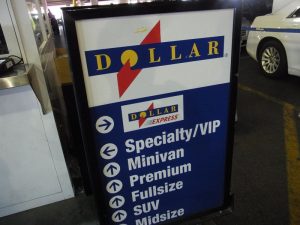 DOLLAR
DOLLAR
EXPRESS
Specialty/VIP
Minivan
Premium
Fullsize
SUV
Midsize